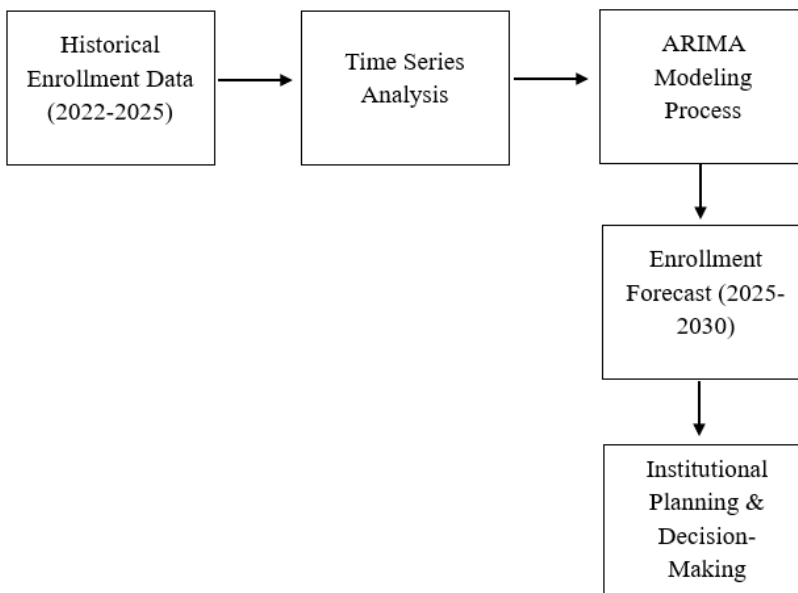 Historical
Enrollment Data
(2022-2025)
Time Series
Analysis
ARIMA
Modeling
Process
Enrollment
Forecast (2025-
2030)
Institutional
Planning &
Decision-
Making